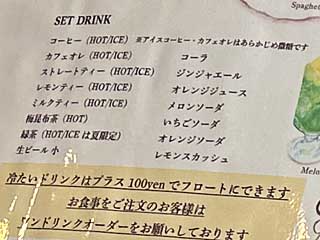 Spaghe
SET DRINK
コーヒー（HOT/ICE） ※アイスコーヒー・カフェオレはあらかじめ微糖です
カフェオレ（HOT/ICE）
ストレートティー（HOT/ICE）
レモンティー（HOT/ICE）
ミルクティー（HOT/ICE）
梅昆布茶（HOT）
緑茶（HOT/ICE は夏限定）
生ビール 小
コーラ
ジンジャエール
オレンジジュース
メロンソーダ
いちごソーダ
オレンジソーダ
レモンスカッシュ
Melo
冷たいドリンクはプラス 100yen でフロートにできます
お食事をご注文のお客様は
ワンドリンクオーダーをお願いしております